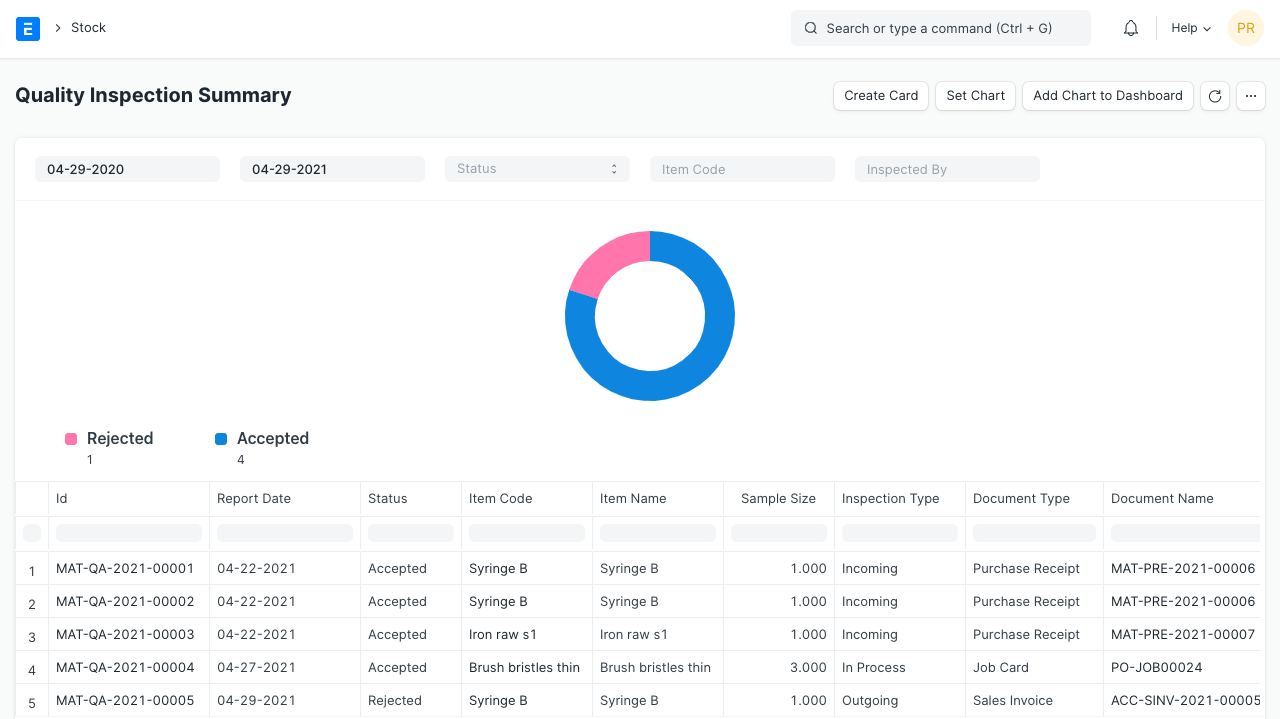 E Stock Search or type a command (Ctrl + G) Help PR
Quality Inspection Summary Create Card Set Chart Add Chart to Dashboard ...
04-29-2020 04-29-2021 Status Item Code Inspected By
Rejected Accepted
1 4
Id Report Date Status Item Code Item Name Sample Size Inspection Type Document Type Document Name
1 MAT-QA-2021-00001 04-22-2021 Accepted Syringe B Syringe B 1.000 Incoming Purchase Receipt MAT-PRE-2021-00006
2 MAT-QA-2021-00002 04-22-2021 Accepted Syringe B Syringe B 1.000 Incoming Purchase Receipt MAT-PRE-2021-00006
3 MAT-QA-2021-00003 04-22-2021 Accepted Iron raw s1 Iron raw s1 1.000 Incoming Purchase Receipt MAT-PRE-2021-00007
4 MAT-QA-2021-00004 04-27-2021 Accepted Brush bristles thin Brush bristles thin 3.000 In Process Job Card PO-JOB00024
5 MAT-QA-2021-00005 04-29-2021 Rejected Syringe B Syringe B 1.000 Outgoing Sales Invoice ACC-SINV-2021-00005